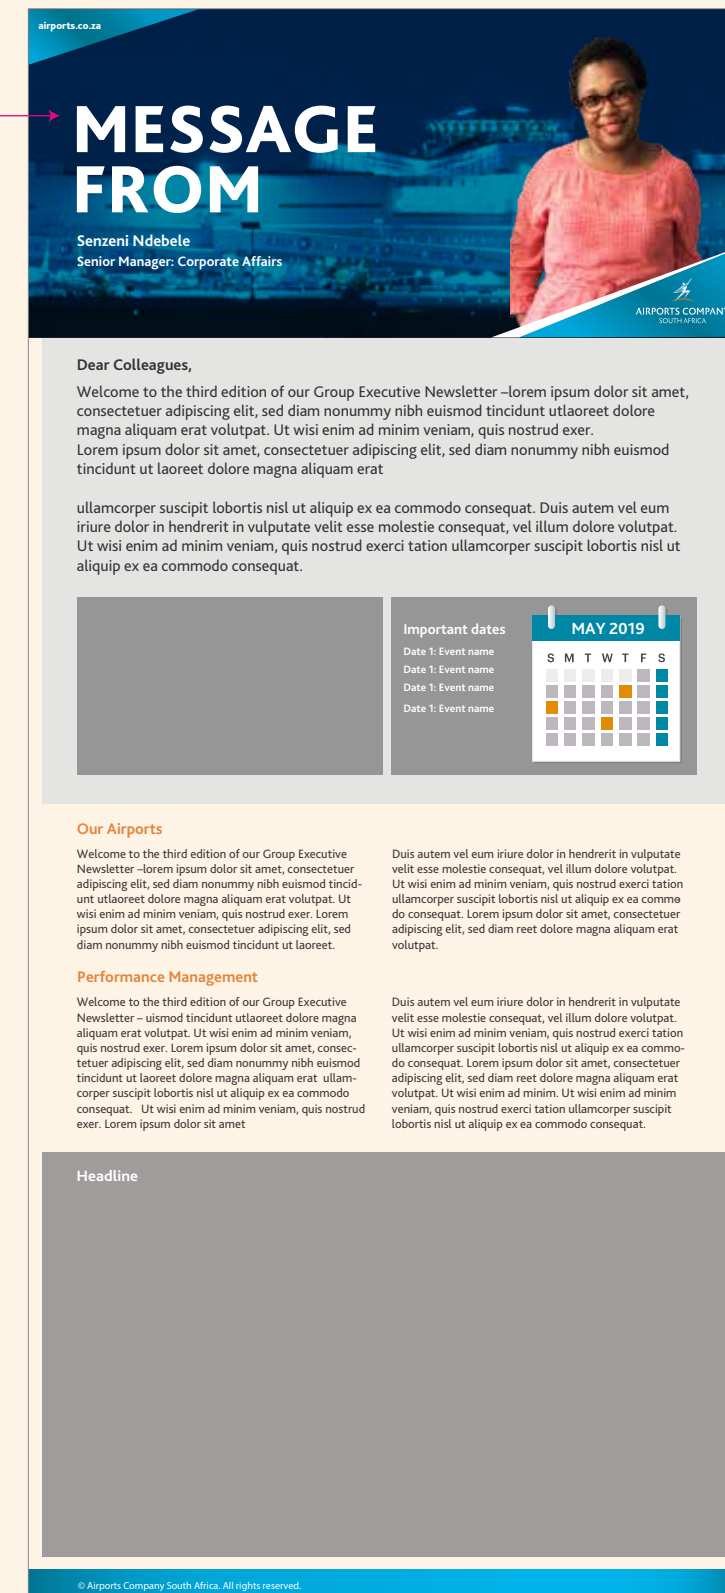 airports.co.za
MESSAGE
FROM
Senzeni Ndebele
Senior Manager: Corporate Affairs
AIRPORTS COMPANY
SOUTH AFRICA
Dear Colleagues,
Welcome to the third edition of our Group Executive Newsletter –lorem ipsum dolor sit amet,
consectetuer adipiscing elit, sed diam nonummy nibh euismod tincidunt utlaoreet dolore
magna aliquam erat volutpat. Ut wisi enim ad minim veniam, quis nostrud exer.
Lorem ipsum dolor sit amet, consectetuer adipiscing elit, sed diam nonummy nibh euismod
tincidunt ut laoreet dolore magna aliquam erat
ullamcorper suscipit lobortis nisl ut aliquip ex ea commodo consequat. Duis autem vel eum
iriure dolor in hendrerit in vulputate velit esse molestie consequat, vel illum dolore volutpat.
Ut wisi enim ad minim veniam, quis nostrud exerci tation ullamcorper suscipit lobortis nisl ut
aliquip ex ea commodo consequat.
Important dates
Date 1: Event name
Date 1: Event name
Date 1: Event name
Date 1: Event name
MAY 2019
S M T W T F S
Our Airports
Welcome to the third edition of our Group Executive
Newsletter –lorem ipsum dolor sit amet, consectetuer
adipiscing elit, sed diam nonummy nibh euismod tincid-
unt utlaoreet dolore magna aliquam erat volutpat. Ut
wisi enim ad minim veniam, quis nostrud exer. Lorem
ipsum dolor sit amet, consectetuer adipiscing elit, sed
diam nonummy nibh euismod tincidunt ut laoreet.
Duis autem vel eum iriure dolor in hendrerit in vulputate
velit esse molestie consequat, vel illum dolore volutpat.
Ut wisi enim ad minim veniam, quis nostrud exerci tation
ullamcorper suscipit lobortis nisl ut aliquip ex ea commo-
do consequat. Lorem ipsum dolor sit amet, consectetuer
adipiscing elit, sed diam reet dolore magna aliquam erat
volutpat.
Performance Management
Welcome to the third edition of our Group Executive
Newsletter – uismod tincidunt utlaoreet dolore magna
aliquam erat volutpat. Ut wisi enim ad minim veniam,
quis nostrud exer. Lorem ipsum dolor sit amet, consec-
tetuer adipiscing elit, sed diam nonummy nibh euismod
tincidunt ut laoreet dolore magna aliquam erat ullam-
corper suscipit lobortis nisl ut aliquip ex ea commodo
consequat. Ut wisi enim ad minim veniam, quis nostrud
exer. Lorem ipsum dolor sit amet
Duis autem vel eum iriure dolor in hendrerit in vulputate
velit esse molestie consequat, vel illum dolore volutpat.
Ut wisi enim ad minim veniam, quis nostrud exerci tation
ullamcorper suscipit lobortis nisl ut aliquip ex ea commo-
do consequat. Lorem ipsum dolor sit amet, consectetuer
adipiscing elit, sed diam reet dolore magna aliquam erat
volutpat. Ut wisi enim ad minim. Ut wisi enim ad minim
veniam, quis nostrud exerci tation ullamcorper suscipit
lobortis nisl ut aliquip ex ea commodo consequat.
Headline
© Airports Company South Africa. All rights reserved.